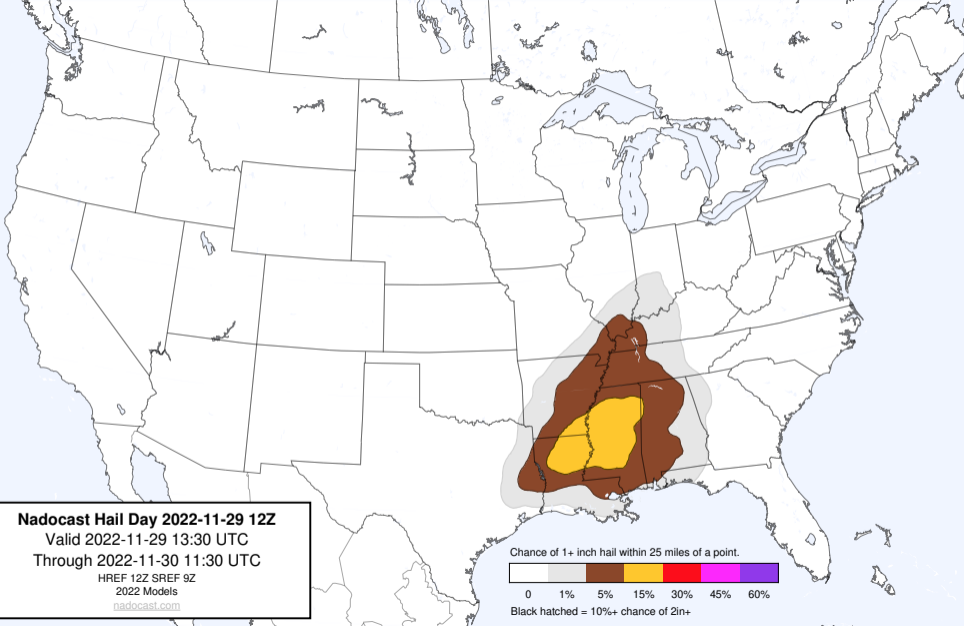 Nadocast Hail Day 2022-11-29 12Z
Valid 2022-11-29 13:30 UTC
Through 2022-11-30 11:30 UTC
HREF 12Z SREF 9Z
2022 Models
nadocast.com
Chance of 1+ inch hail within 25 miles of a point.
0 1% 5% 15% 30% 45% 60%
Black hatched = 10%+ chance of 2in+